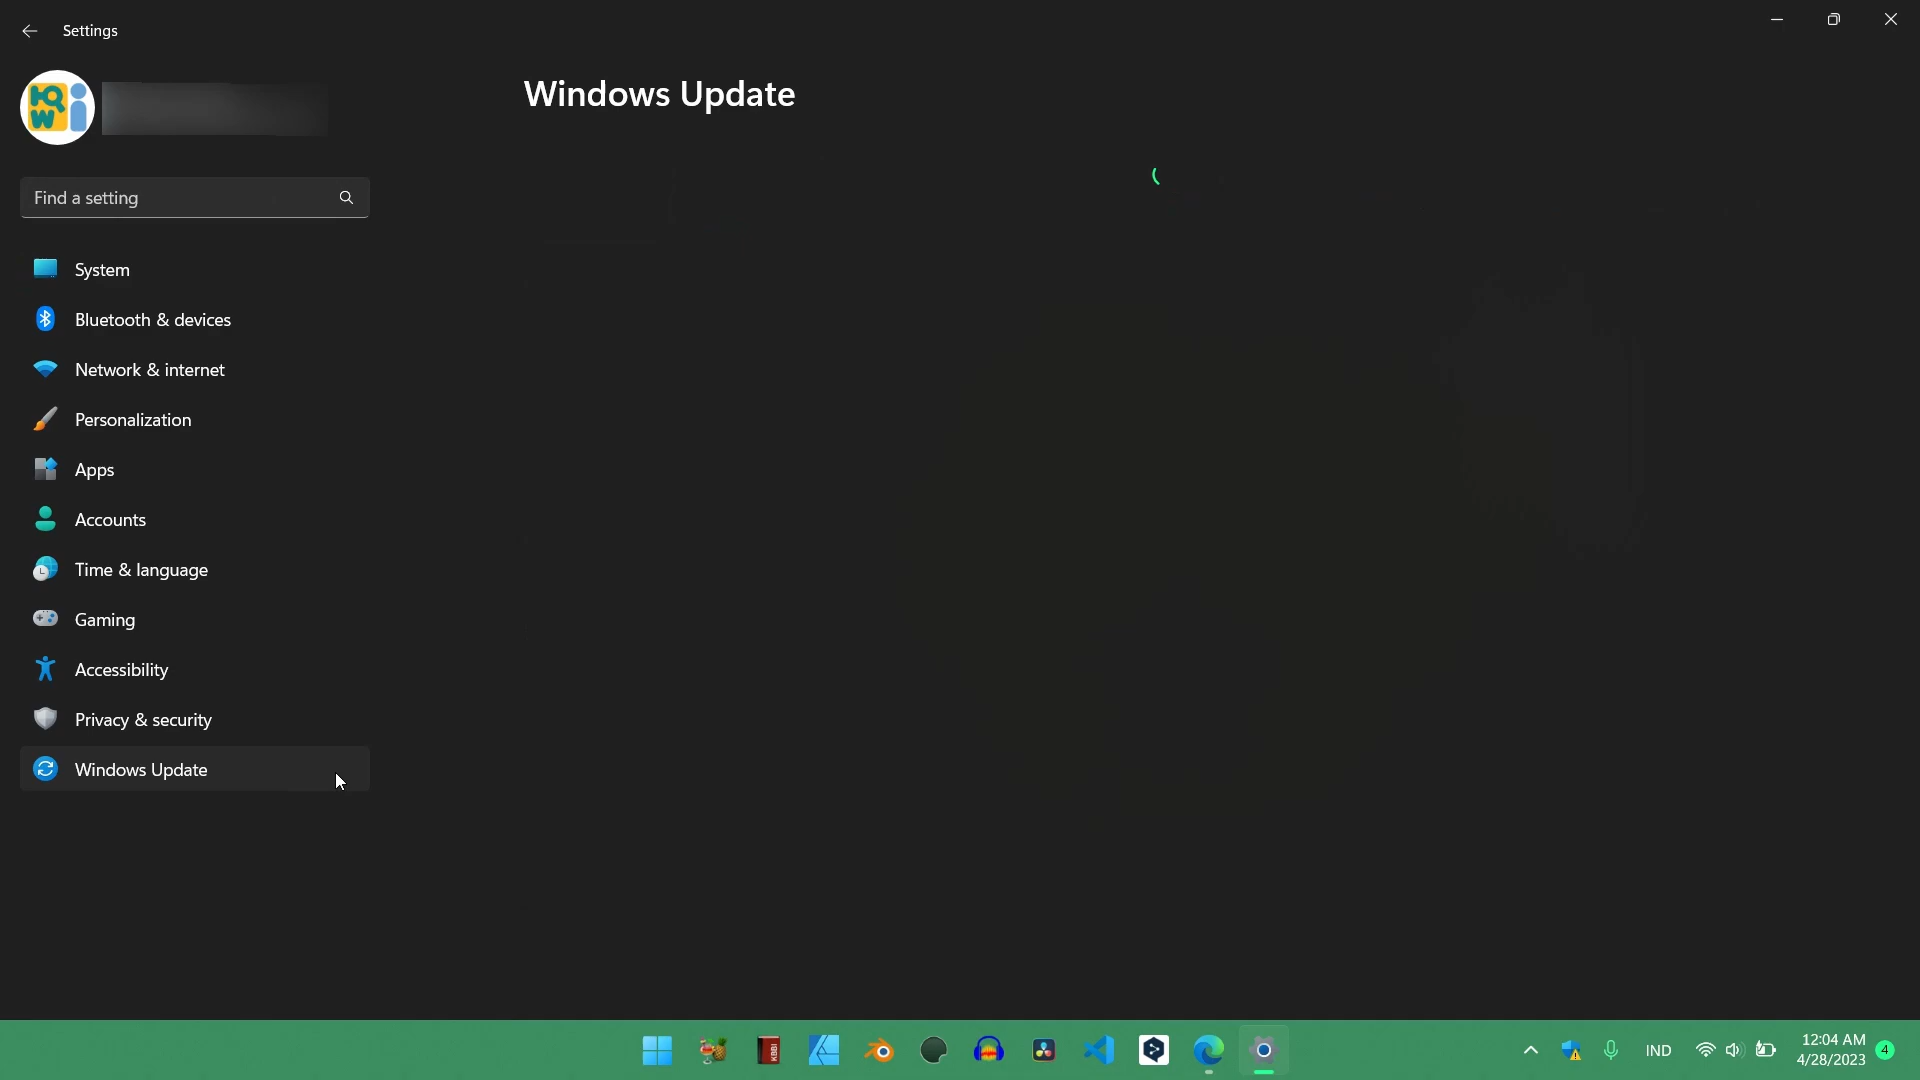 Settings
Windows Update
Find a setting
System
Bluetooth & devices
Network & internet
Personalization
Apps
Accounts
Time & language
Gaming
Accessibility
Privacy & security
Windows Update
KBBI
IND
12:04 AM
4/28/2023
4